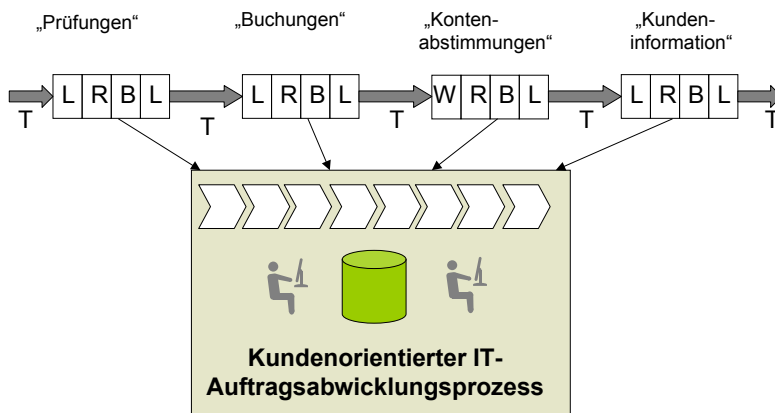 „Prüfungen“
„Buchungen“
„Konten-
abstimmungen“
„Kunden-
information“
T
L R B L
T
L R B L
T
W R B L
T
L R B L
T
Kundenorientierter IT-
Auftragsabwicklungsprozess